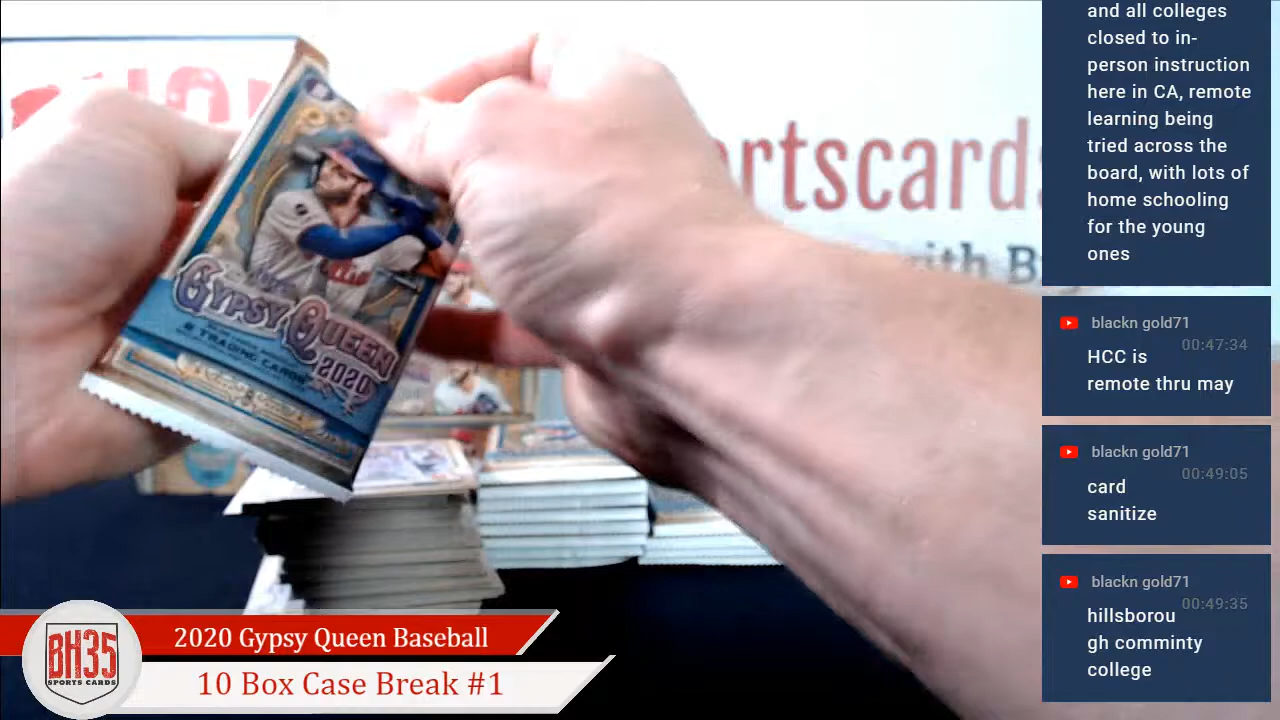 and all colleges
closed to in-
person instruction
here in CA, remote
learning being
tried across the
board, with lots of
home schooling
for the young
ones
blackn gold71
00:47:34
HCC is
remote thru may
blackn gold71
00:49:05
card
sanitize
blackn gold71
00:49:35
hillsborou
gh comminty
college
rtscards
with B
GYPSY QUEEN
8 TRADING CARDS
2020
BH35
SPORTS CARDS
2020 Gypsy Queen Baseball
10 Box Case Break #1